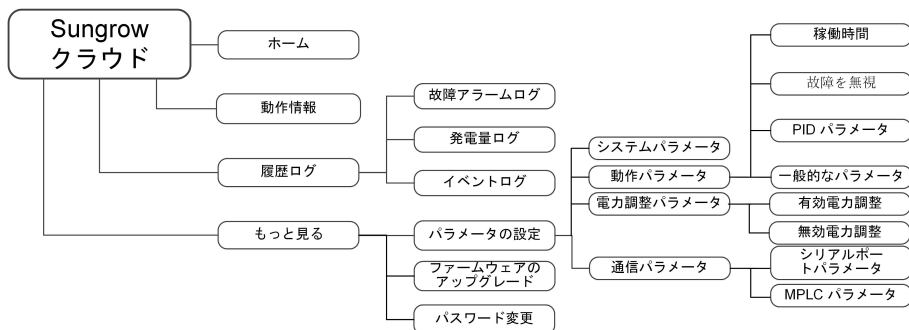 Sungrow
クラウド
ホーム
動作情報
履歴ログ
故障アラームログ
発電量ログ
イベントログ
もっと見る
パラメータの設定
ファームウェアの
アップグレード
パスワード変更
システムパラメータ
動作パラメータ
電力調整パラメータ
通信パラメータ
稼働時間
故障を無視
PID パラメータ
一般的なパラメータ
有効電力調整
無効電力調整
シリアルポー
トパラメータ
MPLC パラメータ